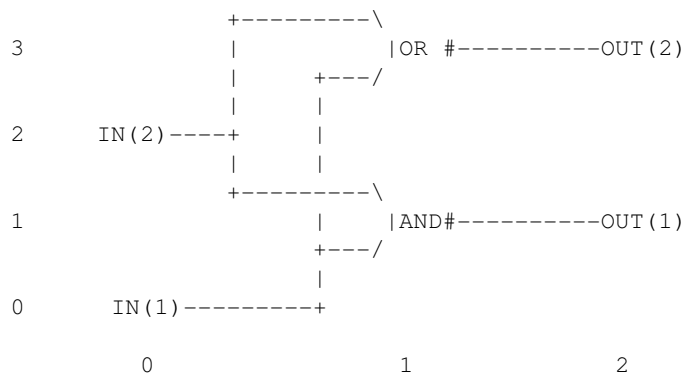 3 OR OUT(2)
2 IN(2)
1 AND OUT(1)
0 IN(1)
0 1 2